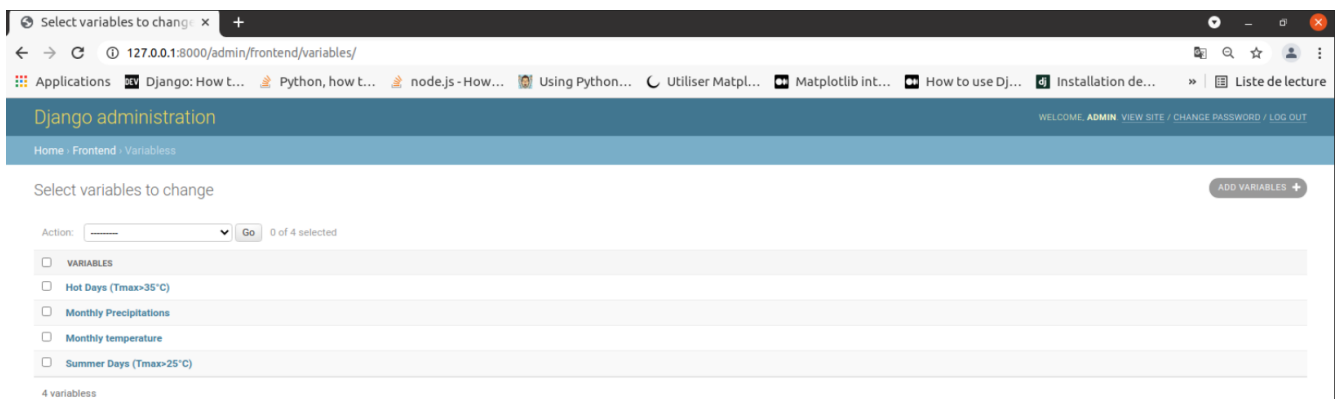 Select variables to change
127.0.0.1:8000/admin/frontend/variables/
Applications Django: How t... Python, how t... node.js - How... Using Python... Utiliser Matpl... Matplotlib int... How to use Dj... Installation de... » Liste de lecture
Django administration WELCOME, ADMIN. VIEW SITE / CHANGE PASSWORD / LOG OUT
Home › Frontend › Variabless
Select variables to change ADD VARIABLES +
Action: --------- Go 0 of 4 selected
VARIABLES
Hot Days (Tmax>35°C)
Monthly Precipitations
Monthly temperature
Summer Days (Tmax>25°C)
4 variabless